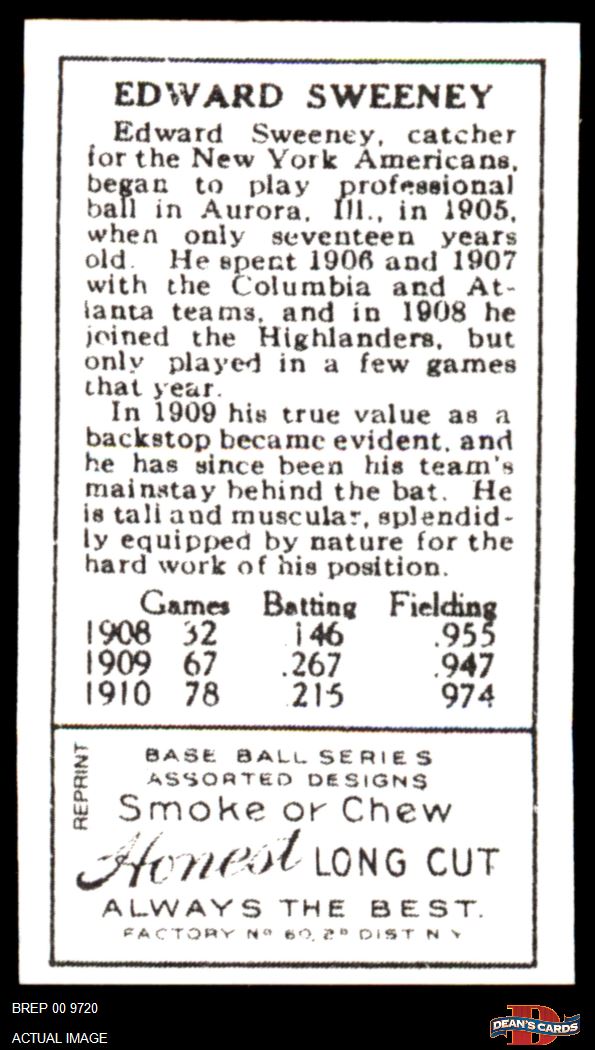 EDWARD SWEENEY
Edward Sweeney, catcher
for the New York Americans,
began to play professional
ball in Aurora, Ill., in 1905,
when only seventeen years
old. He spent 1906 and 1907
with the Columbia and At-
lanta teams, and in 1908 he
joined the Highlanders, but
only played in a few games
that year.
In 1909 his true value as a
backstop became evident, and
he has since been his team's
mainstay behind the bat. He
is tall and muscular, splendid-
ly equipped by nature for the
hard work of his position.
Games Batting Fielding
1908 32 .146 .955
1909 67 .267 .947
1910 78 .215 .974
REPRINT
BASE BALL SERIES
ASSORTED DESIGNS
Smoke or Chew
Honest LONG CUT
ALWAYS THE BEST.
FACTORY Nº 60, 2ᴰ DIST N Y
BREP 00 9720
ACTUAL IMAGE
D
DEAN'S CARDS